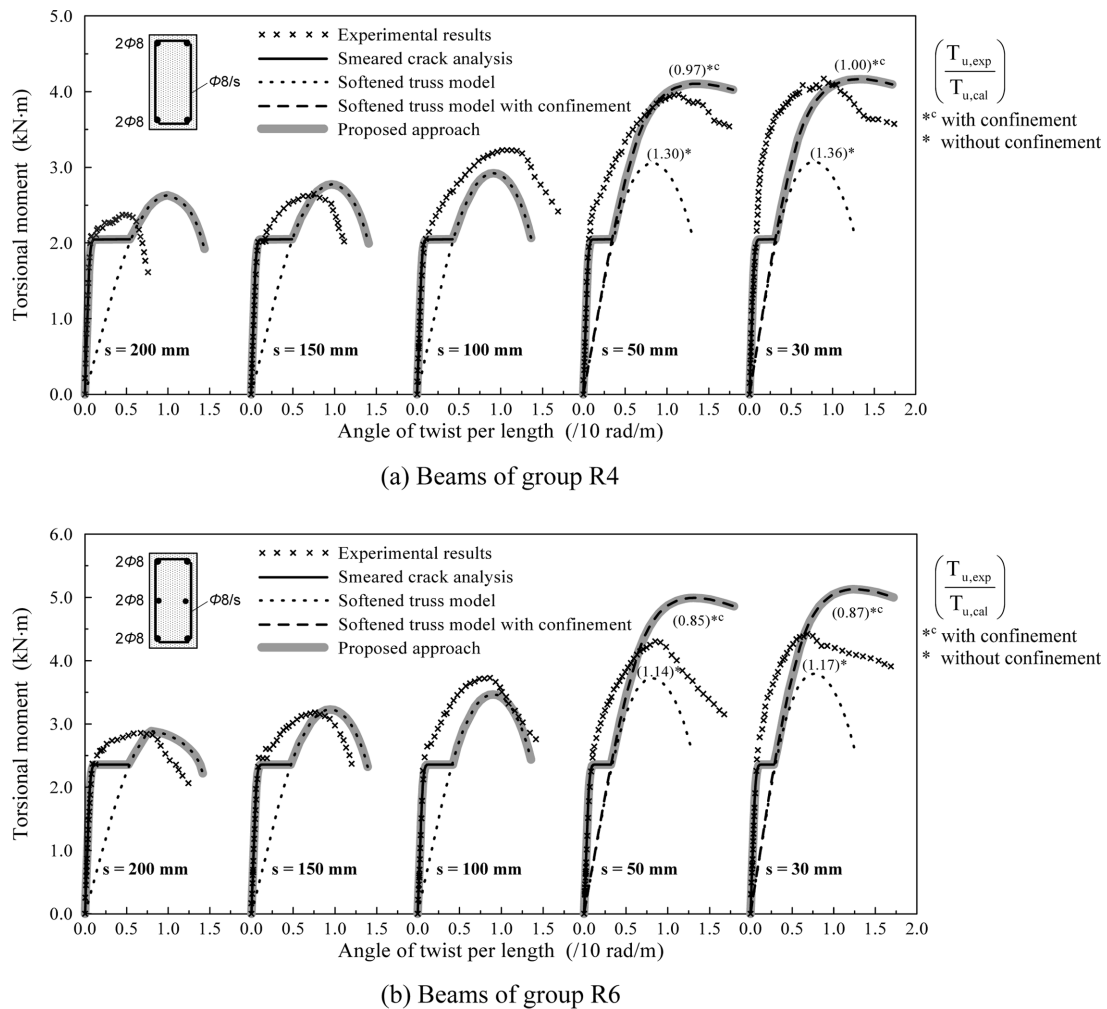 5.0
4.0
3.0
2.0
1.0
0.0
Torsional moment (kN·m)
2Φ8
Φ8/s
2Φ8
Experimental results
Smeared crack analysis
Softened truss model
Softened truss model with confinement
Proposed approach
(0.97)*c
(1.00)*c
(1.30)*
(1.36)*
Tu,exp
Tu,cal
*c with confinement
* without confinement
s = 200 mm
s = 150 mm
s = 100 mm
s = 50 mm
s = 30 mm
0.0 0.5 1.0 1.5 0.0 0.5 1.0 1.5 0.0 0.5 1.0 1.5 0.0 0.5 1.0 1.5 0.0 0.5 1.0 1.5 2.0
Angle of twist per length (/10 rad/m)
(a) Beams of group R4
6.0
5.0
4.0
3.0
2.0
1.0
0.0
Torsional moment (kN·m)
2Φ8
2Φ8
Φ8/s
2Φ8
Experimental results
Smeared crack analysis
Softened truss model
Softened truss model with confinement
Proposed approach
(0.85)*c
(0.87)*c
(1.14)*
(1.17)*
Tu,exp
Tu,cal
*c with confinement
* without confinement
s = 200 mm
s = 150 mm
s = 100 mm
s = 50 mm
s = 30 mm
0.0 0.5 1.0 1.5 0.0 0.5 1.0 1.5 0.0 0.5 1.0 1.5 0.0 0.5 1.0 1.5 0.0 0.5 1.0 1.5 2.0
Angle of twist per length (/10 rad/m)
(b) Beams of group R6